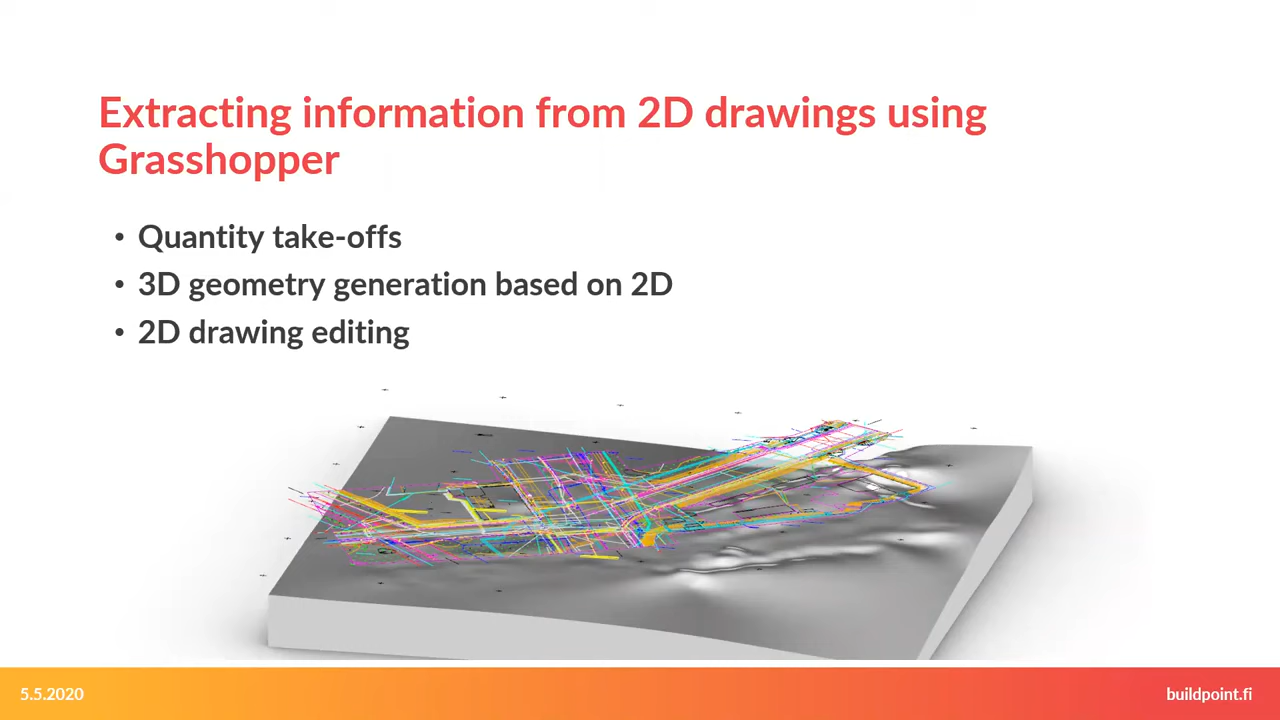 Extracting information from 2D drawings using
Grasshopper
• Quantity take-offs
• 3D geometry generation based on 2D
• 2D drawing editing
5.5.2020
buildpoint.fi